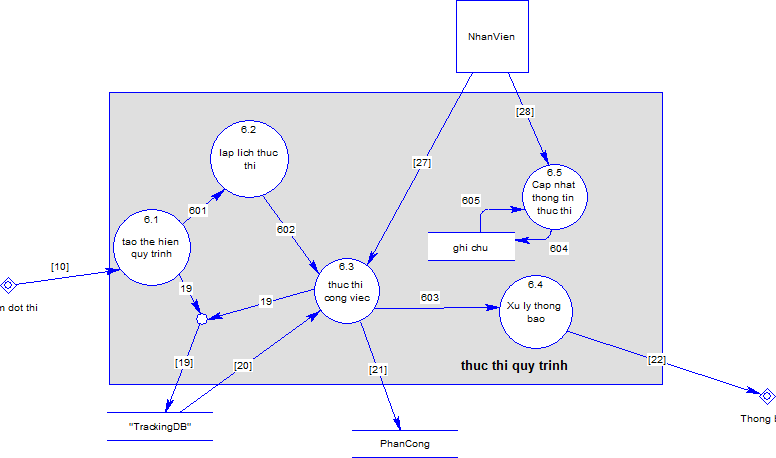 NhanVien
[28]
6.2
lap lich thuc
thi
[27]
6.5
Cap nhat
thong tin
thuc thi
605
601
6.1
tao the hien
quy trinh
602
ghi chu
604
[10]
6.3
thuc thi
cong viec
19
19
603
6.4
Xu ly thong
bao
n dot thi
[19]
[20]
[21]
thuc thi quy trinh
[22]
"TrackingDB"
PhanCong
Thong